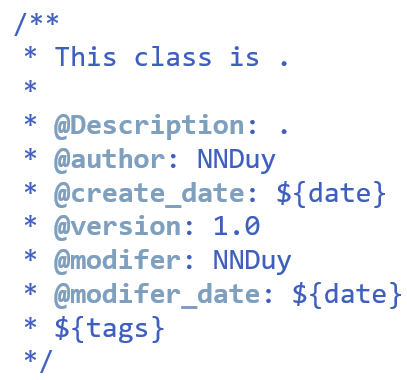 /**
 * This class is .
 *
 * @Description: .
 * @author: NNDuy
 * @create_date: ${date}
 * @version: 1.0
 * @modifer: NNDuy
 * @modifer_date: ${date}
 * ${tags}
 */